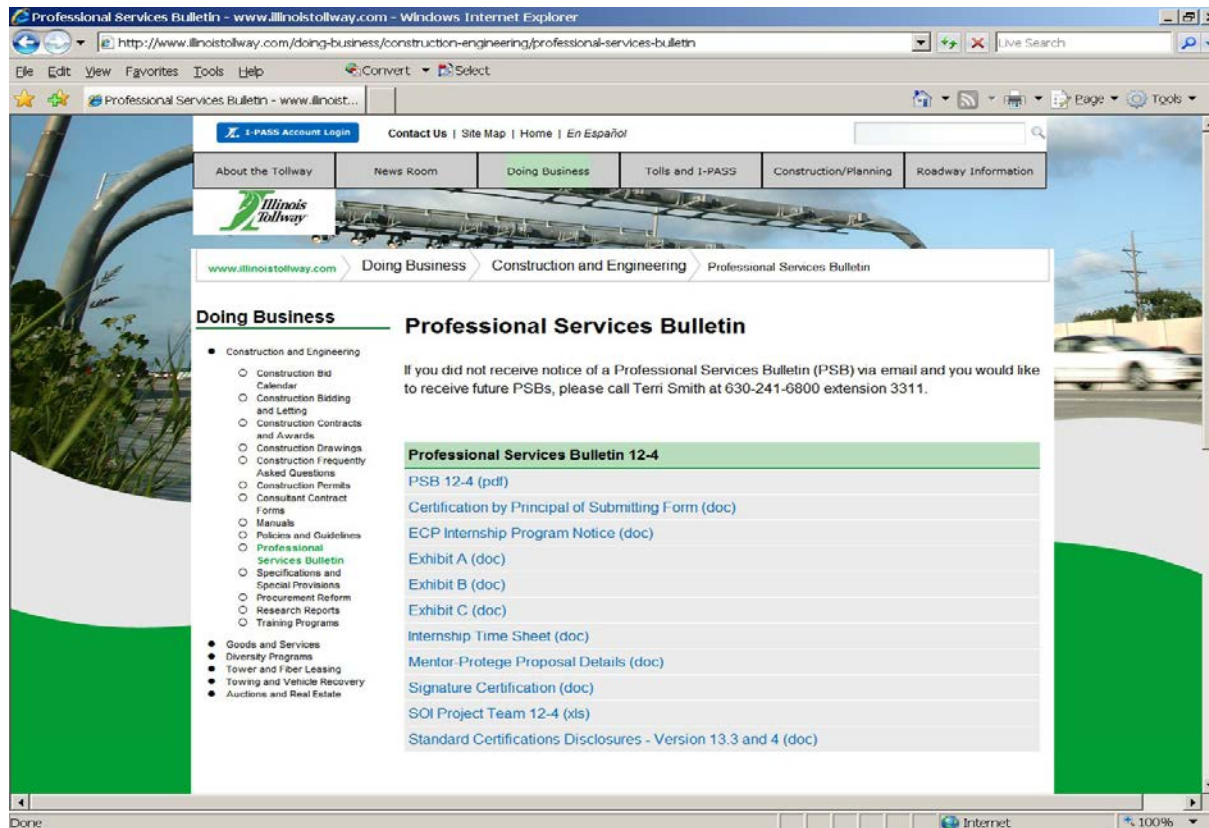 Professional Services Bulletin - www.illinoistollway.com - Windows Internet Explorer
http://www.illinoistollway.com/doing-business/construction-engineering/professional-services-bulletin
Live Search
File Edit View Favorites Tools Help
Convert Select
Professional Services Bulletin - www.illinoist...
Page Tools
I-PASS Account Login
Contact Us | Site Map | Home | En Español
About the Tollway
News Room
Doing Business
Tolls and I-PASS
Construction/Planning
Roadway Information
Illinois
Tollway
www.illinoistollway.com
Doing Business
Construction and Engineering
Professional Services Bulletin
Doing Business
Construction and Engineering
Construction Bid
Calendar
Construction Bidding
and Letting
Construction Contracts
and Awards
Construction Drawings
Construction Frequently
Asked Questions
Construction Permits
Consultant Contract
Forms
Manuals
Policies and Guidelines
Professional
Services Bulletin
Specifications and
Special Provisions
Procurement Reform
Research Reports
Training Programs
Goods and Services
Diversity Programs
Tower and Fiber Leasing
Towing and Vehicle Recovery
Auctions and Real Estate
Professional Services Bulletin
If you did not receive notice of a Professional Services Bulletin (PSB) via email and you would like
to receive future PSBs, please call Terri Smith at 630-241-6800 extension 3311.
Professional Services Bulletin 12-4
PSB 12-4 (pdf)
Certification by Principal of Submitting Form (doc)
ECP Internship Program Notice (doc)
Exhibit A (doc)
Exhibit B (doc)
Exhibit C (doc)
Internship Time Sheet (doc)
Mentor-Protege Proposal Details (doc)
Signature Certification (doc)
SOI Project Team 12-4 (xls)
Standard Certifications Disclosures - Version 13.3 and 4 (doc)
Done
Internet
100%